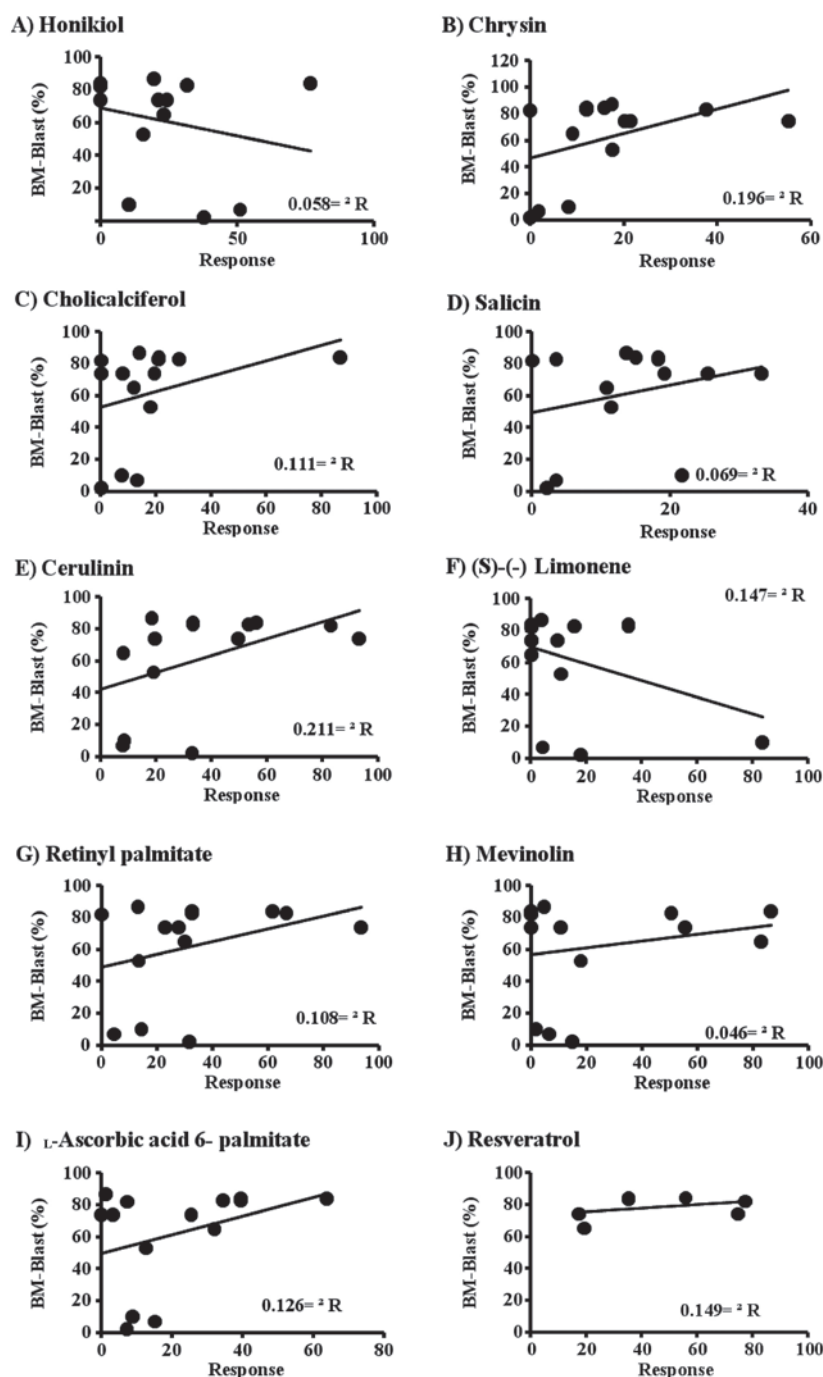 A) Honikiol
BM-Blast (%)
100
80
60
40
20
0.058= ² R
0
50
100
Response
B) Chrysin
BM-Blast (%)
120
100
80
60
40
20
0
0.196= ² R
0
20
40
60
Response
C) Cholicalciferol
BM-Blast (%)
100
80
60
40
20
0
0.111= ² R
0
20
40
60
80
100
Response
D) Salicin
BM-Blast (%)
100
80
60
40
20
0
0.069= ² R
0
20
40
Response
E) Cerulinin
BM-Blast (%)
100
80
60
40
20
0
0.211= ² R
0
20
40
60
80
100
Response
F) (S)-(-) Limonene
0.147= ² R
BM-Blast (%)
100
80
60
40
20
0
0
20
40
60
80
100
Response
G) Retinyl palmitate
BM-Blast (%)
100
80
60
40
20
0
0.108= ² R
0
20
40
60
80
100
Response
H) Mevinolin
BM-Blast (%)
100
80
60
40
20
0
0.046= ² R
0
20
40
60
80
100
Response
I) L-Ascorbic acid 6- palmitate
BM-Blast (%)
100
80
60
40
20
0
0.126= ² R
0
20
40
60
80
Response
J) Resveratrol
BM-Blast (%)
100
80
60
40
20
0
0.149= ² R
0
20
40
60
80
100
Response